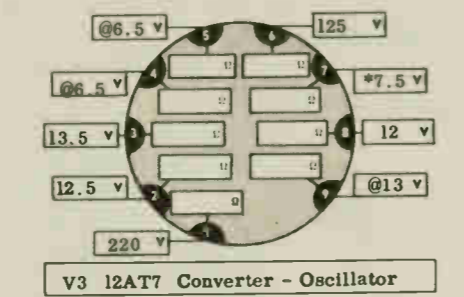 @6.5 v 125 v
5 6
Ω Ω
@6.5 v 4 7 *7.5 v
Ω Ω
13.5 v 3 Ω Ω 8 12 v
Ω Ω
12.5 v 2 9 @13 v
Ω
220 v 1
V3 12AT7 Converter - Oscillator